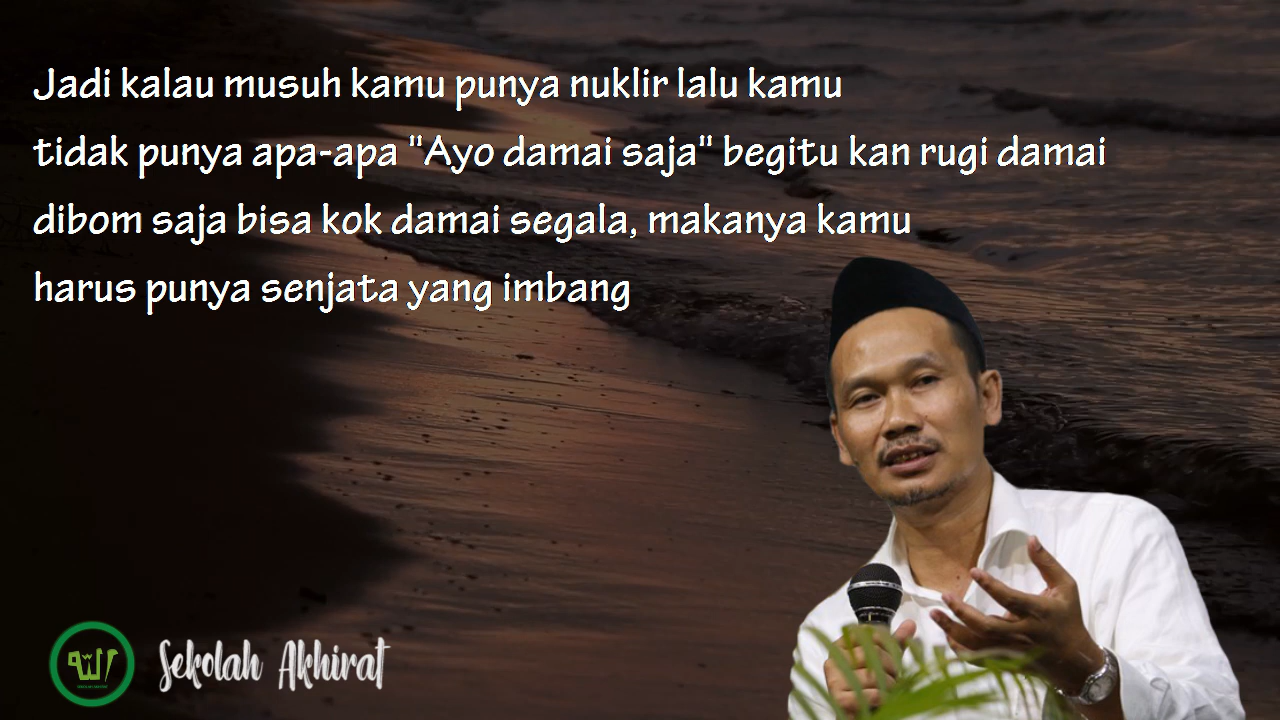 Jadi kalau musuh kamu punya nuklir lalu kamu
tidak punya apa-apa "Ayo damai saja" begitu kan rugi damai
dibom saja bisa kok damai segala, makanya kamu
harus punya senjata yang imbang
Sekolah Akhirat